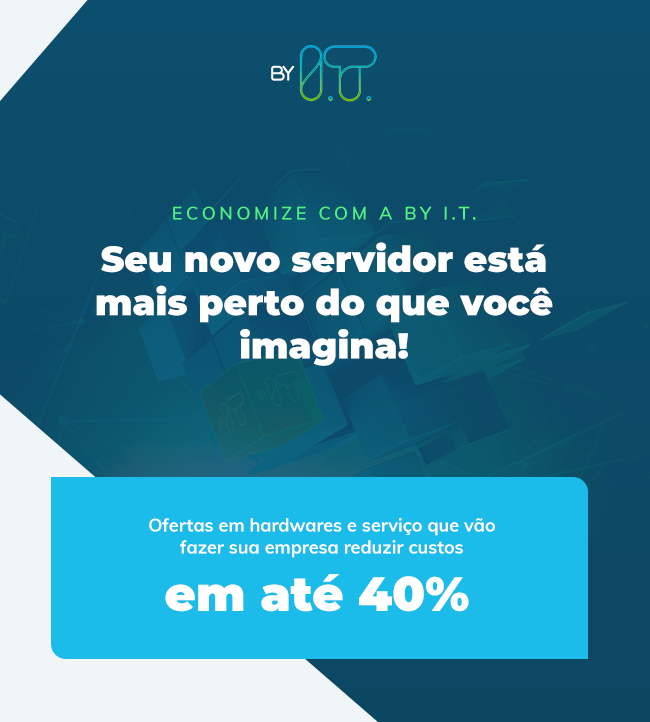 BY I.T.
ECONOMIZE COM A BY I.T.
Seu novo servidor está
mais perto do que você
imagina!
I.T. I.T.
Ofertas em hardwares e serviço que vão
fazer sua empresa reduzir custos
em até 40%